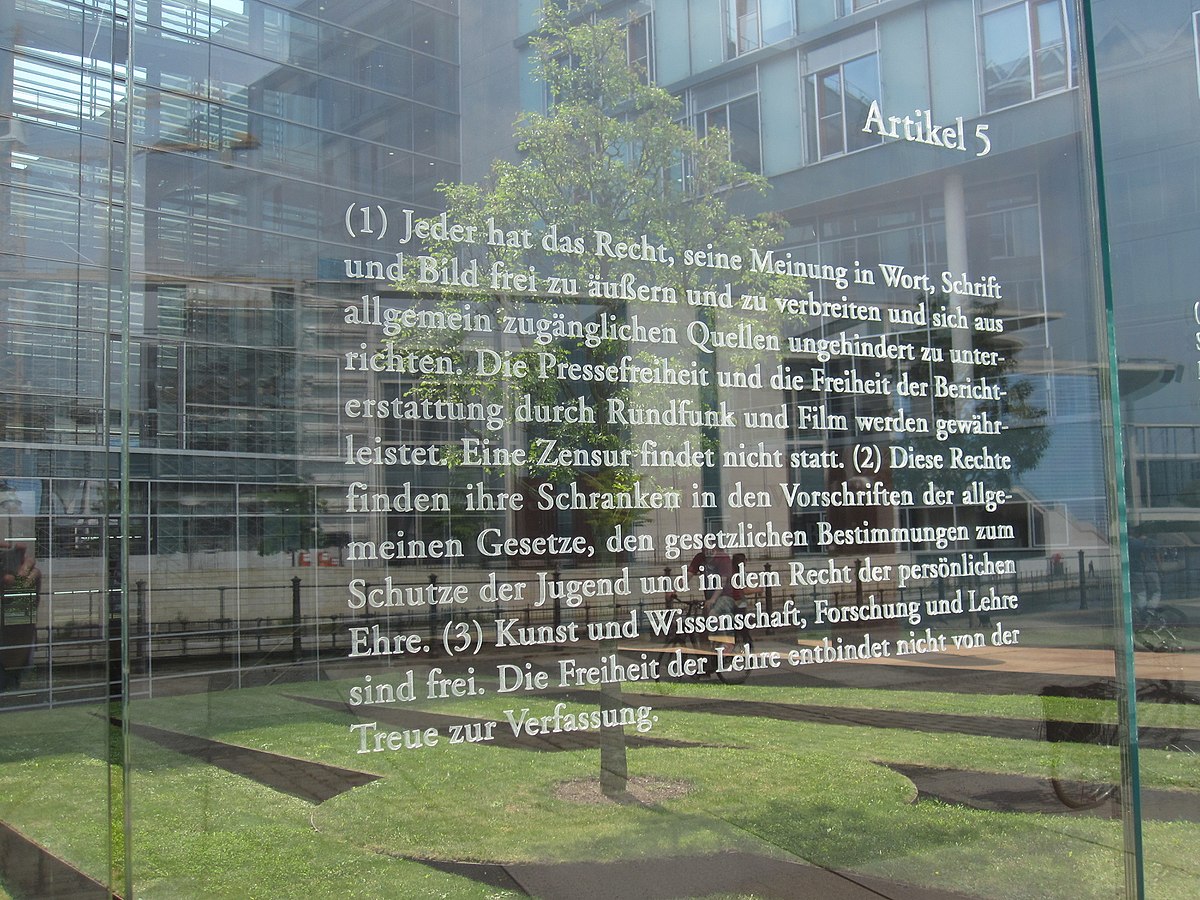 Artikel 5
(1) Jeder hat das Recht, seine Meinung in Wort, Schrift
und Bild frei zu äußern und zu verbreiten und sich aus
allgemein zugänglichen Quellen ungehindert zu unter-
richten. Die Pressefreiheit und die Freiheit der Bericht-
erstattung durch Rundfunk und Film werden gewähr-
leistet. Eine Zensur findet nicht statt. (2) Diese Rechte
finden ihre Schranken in den Vorschriften der allge-
meinen Gesetze, den gesetzlichen Bestimmungen zum
Schutze der Jugend und in dem Recht der persönlichen
Ehre. (3) Kunst und Wissenschaft, Forschung und Lehre
sind frei. Die Freiheit der Lehre entbindet nicht von der
Treue zur Verfassung.